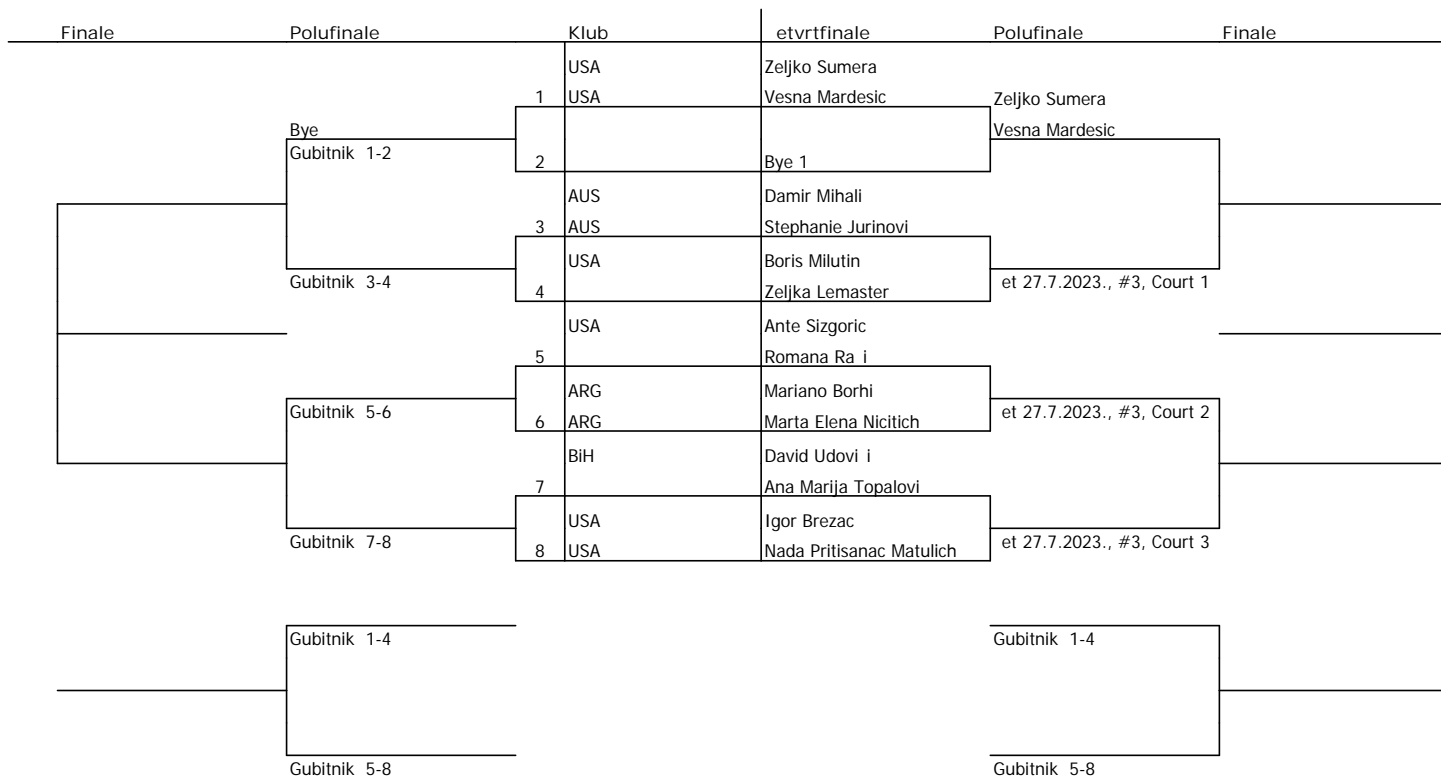 Finale Polufinale Klub etvrtfinale Polufinale Finale
USA Zeljko Sumera
1 USA Vesna Mardesic Zeljko Sumera
Bye Vesna Mardesic
Gubitnik 1-2
2 Bye 1
AUS Damir Mihali
3 AUS Stephanie Jurinovi
USA Boris Milutin
Gubitnik 3-4 et 27.7.2023., #3, Court 1
4 Zeljka Lemaster
USA Ante Sizgoric
5 Romana Ra i
ARG Mariano Borhi
Gubitnik 5-6 et 27.7.2023., #3, Court 2
6 ARG Marta Elena Nicitich
BiH David Udovi i
7 Ana Marija Topalovi
USA Igor Brezac
Gubitnik 7-8 et 27.7.2023., #3, Court 3
8 USA Nada Pritisanac Matulich
Gubitnik 1-4 Gubitnik 1-4
Gubitnik 5-8 Gubitnik 5-8